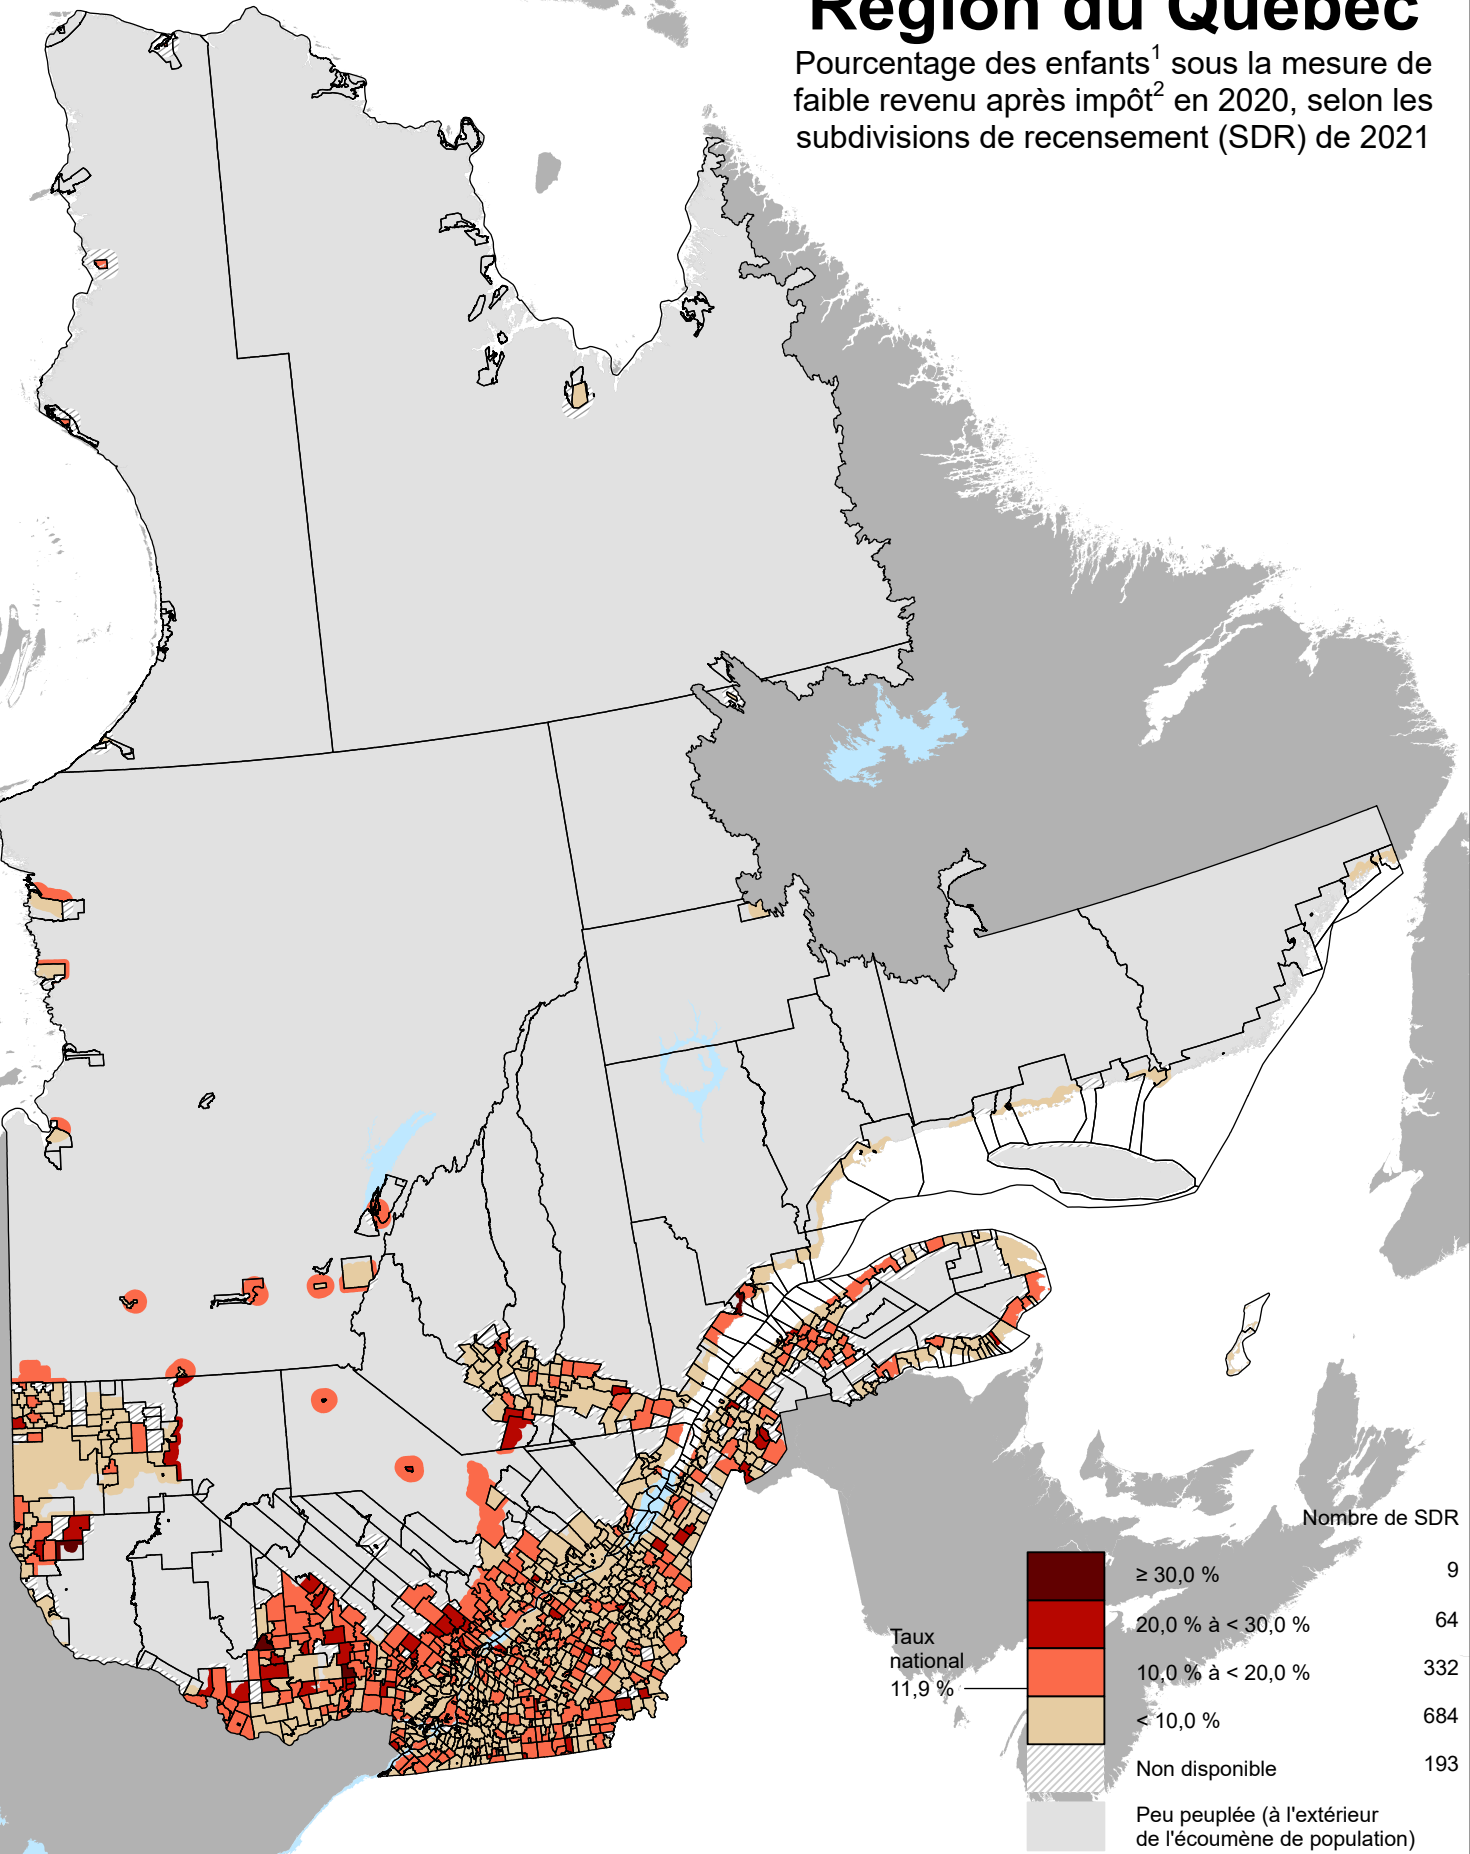 Région du Québec
Pourcentage des enfants1 sous la mesure de
faible revenu après impôt2 en 2020, selon les
subdivisions de recensement (SDR) de 2021
Nombre de SDR
≥ 30,0 % 9
20,0 % à < 30,0 % 64
10,0 % à < 20,0 % 332
< 10,0 % 684
Non disponible 193
Peu peuplée (à l'extérieur
de l'écoumène de population)
Taux
national
11,9 %